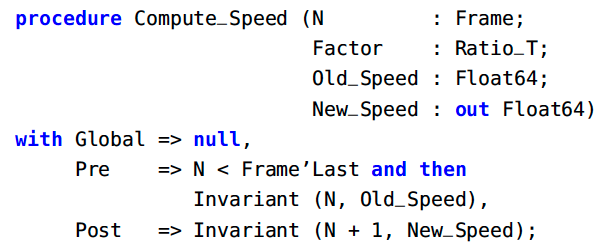 procedure Compute_Speed (N         : Frame;
                         Factor    : Ratio_T;
                         Old_Speed : Float64;
                         New_Speed : out Float64)
with Global => null,
     Pre    => N < Frame’Last and then
               Invariant (N, Old_Speed),
     Post   => Invariant (N + 1, New_Speed);